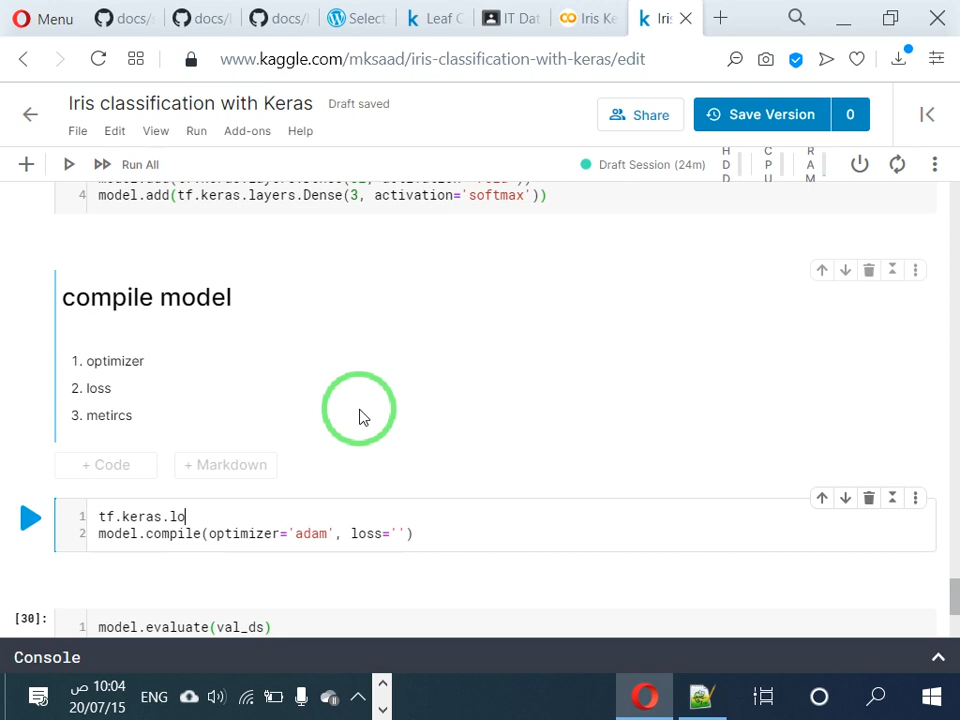 Menu
docs/
docs/
docs/
Select
Leaf C
IT Dat
Iris Ke
Iris
www.kaggle.com/mksaad/iris-classification-with-keras/edit
Iris classification with Keras
Draft saved
File Edit View Run Add-ons Help
Share
Save Version
0
Run All
Draft Session (24m)
HDD
CPU
RAM
4 model.add(tf.keras.layers.Dense(3, activation='softmax'))
compile model
1. optimizer
2. loss
3. metircs
+ Code
+ Markdown
1 tf.keras.lo
2 model.compile(optimizer='adam', loss='')
[30]:
1 model.evaluate(val_ds)
Console
10:04 ص
20/07/15
ENG